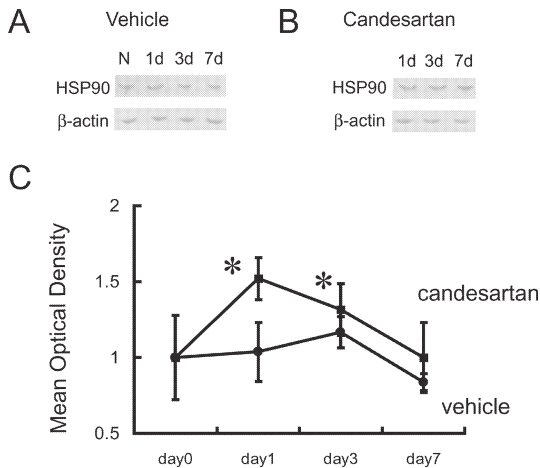 A Vehicle
N 1d 3d 7d
HSP90
β-actin
B Candesartan
1d 3d 7d
HSP90
β-actin
C
Mean Optical Density
2
1.5
1
0.5
* *
candesartan
vehicle
day0 day1 day3 day7